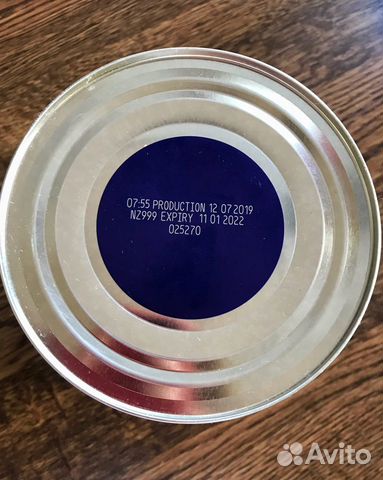 07:55 PRODUCTION 12 07 2019
NZ999 EXPIRY 11 01 2022
025270
Avito